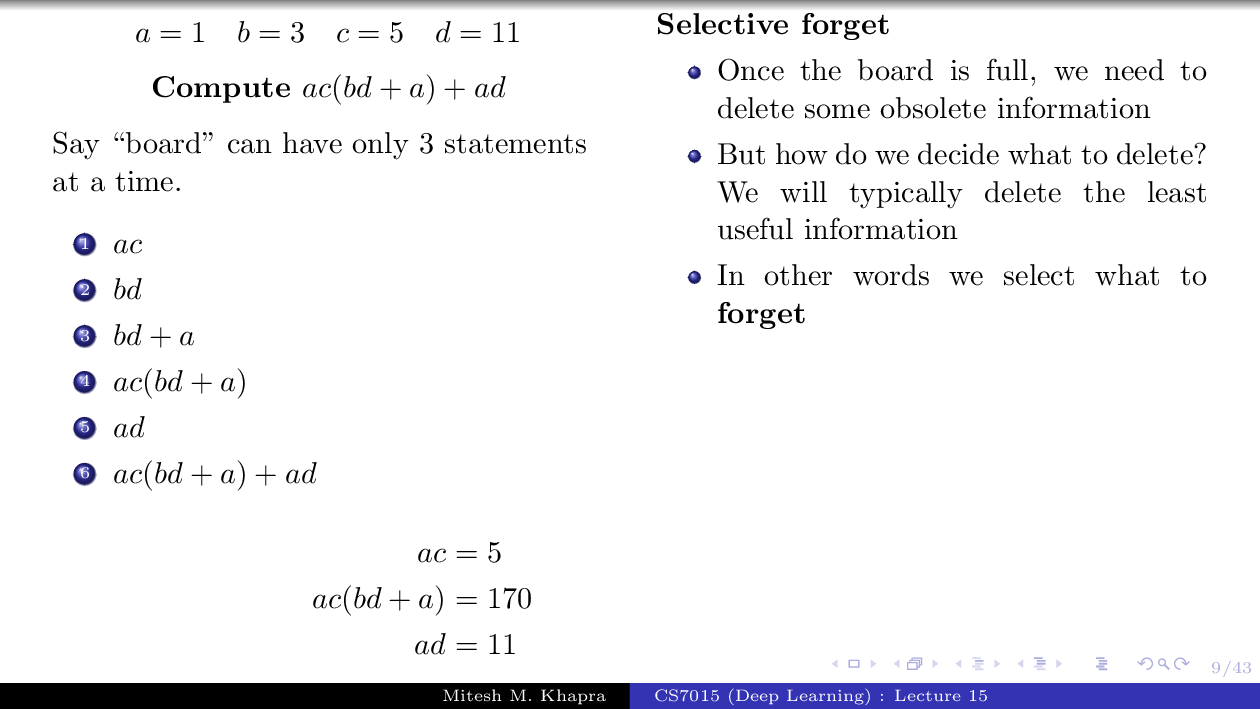 a = 1 b = 3 c = 5 d = 11
Compute ac(bd + a) + ad
Say “board” can have only 3 statements
at a time.
1 ac
2 bd
3 bd + a
4 ac(bd + a)
5 ad
6 ac(bd + a) + ad
ac = 5
ac(bd + a) = 170
ad = 11
Selective forget
Once the board is full, we need to
delete some obsolete information
But how do we decide what to delete?
We will typically delete the least
useful information
In other words we select what to
forget
9/43
Mitesh M. Khapra
CS7015 (Deep Learning) : Lecture 15